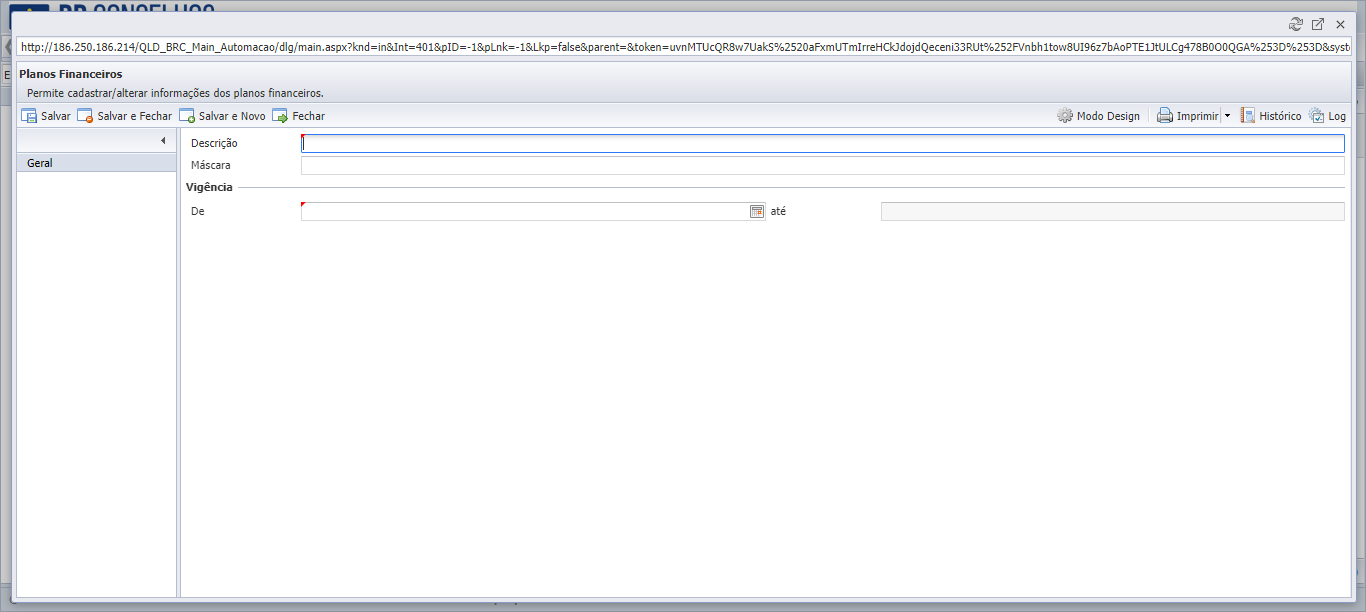 http://186.250.186.214/QLD_BRC_Main_Automacao/dlg/main.aspx?knd=in&Int=401&pID=-1&pLnk=-1&Lkp=false&parent=&token=uvnMTUcQR8w7UakS%2520aFxmUTmIrreHCkJdojdQeceni33RUt%252FVnbh1tow8UI96z7bAoPTE1JtULCg478B0O0QGA%253D%253D&syst
Planos Financeiros
Permite cadastrar/alterar informações dos planos financeiros.
Salvar Salvar e Fechar Salvar e Novo Fechar Modo Design Imprimir Histórico Log
Geral
Descrição
Máscara
Vigência
De até